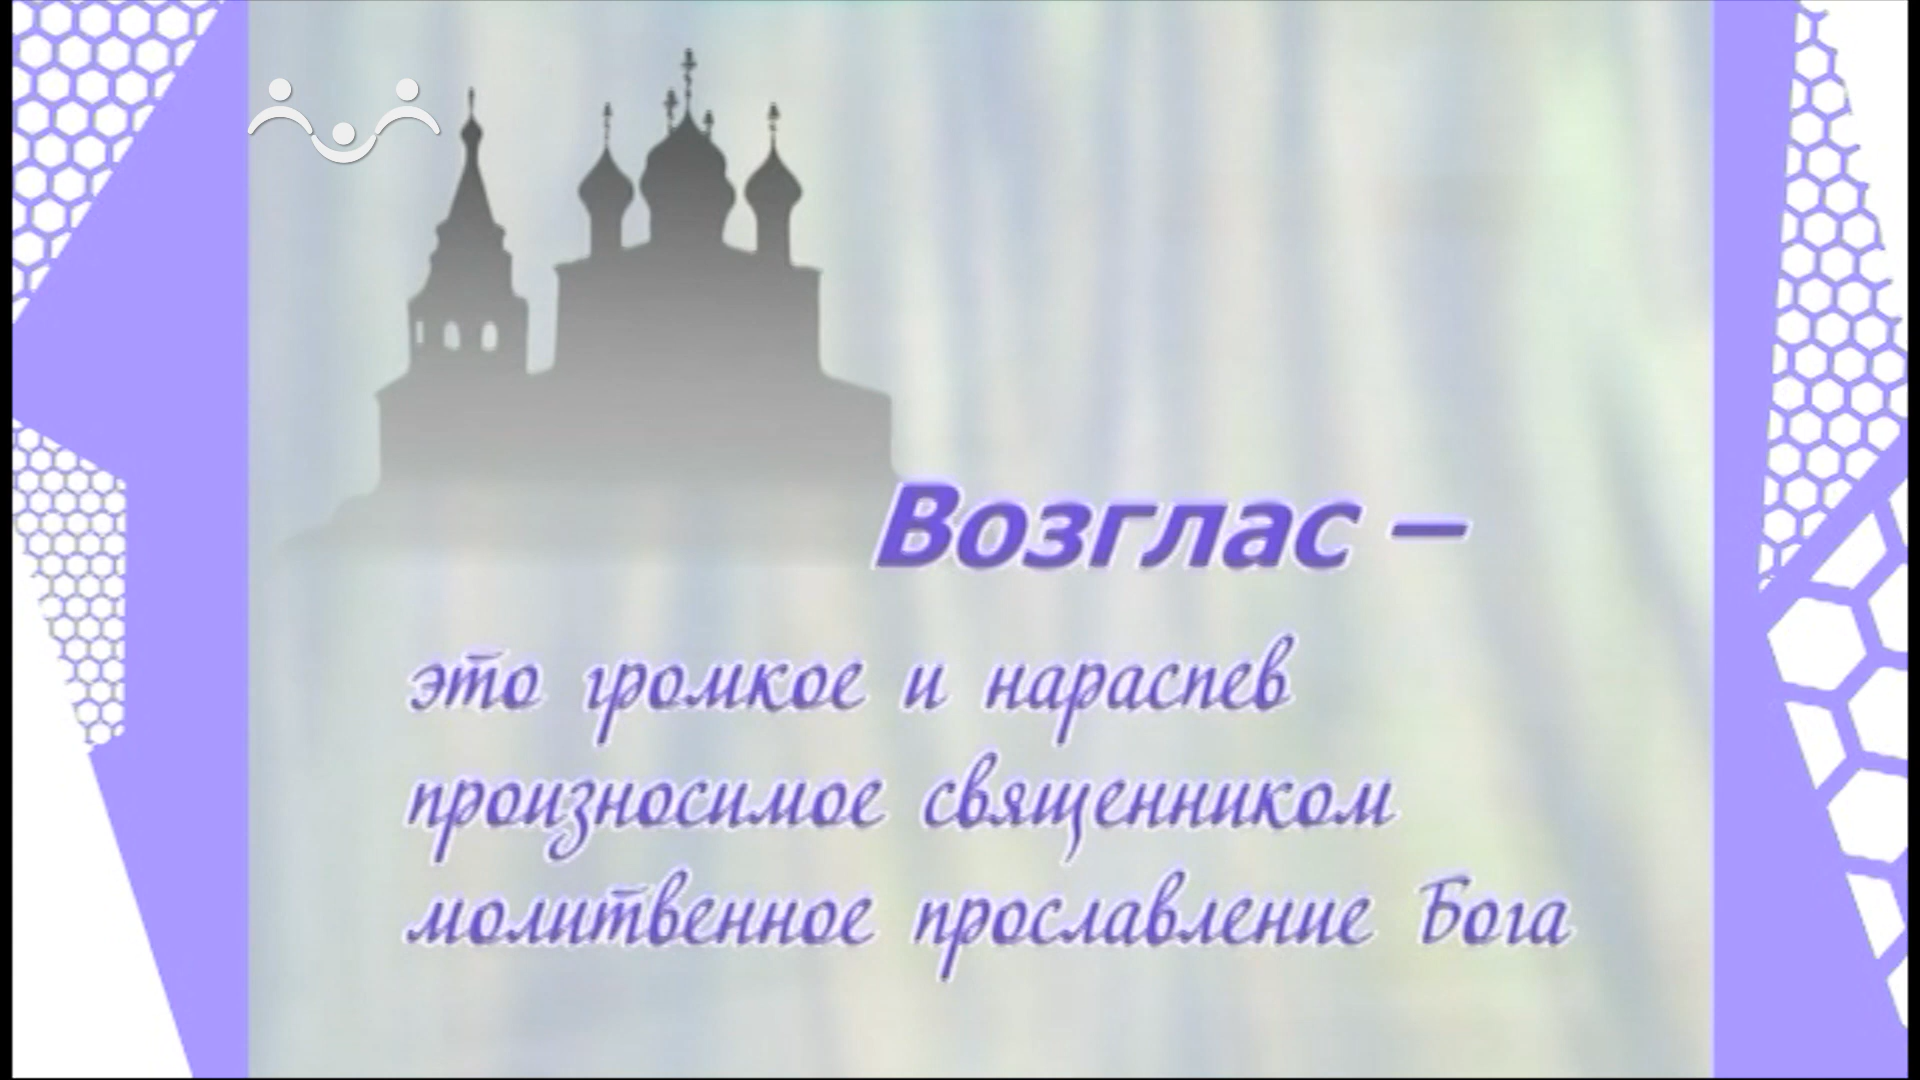 Возглас –
это громкое и нараспев
произносимое священником
молитвенное прославление Бога